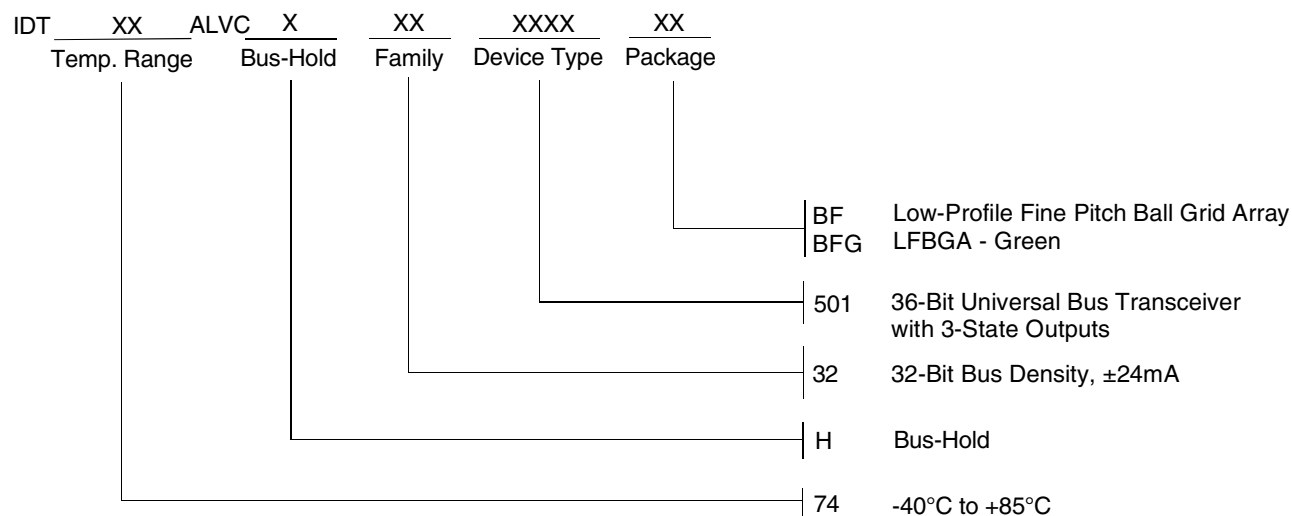 IDT XX ALVC X XX XXXX XX
Temp. Range Bus-Hold Family Device Type Package
BF Low-Profile Fine Pitch Ball Grid Array
BFG LFBGA - Green
501 36-Bit Universal Bus Transceiver
with 3-State Outputs
32 32-Bit Bus Density, ±24mA
H Bus-Hold
74 -40°C to +85°C